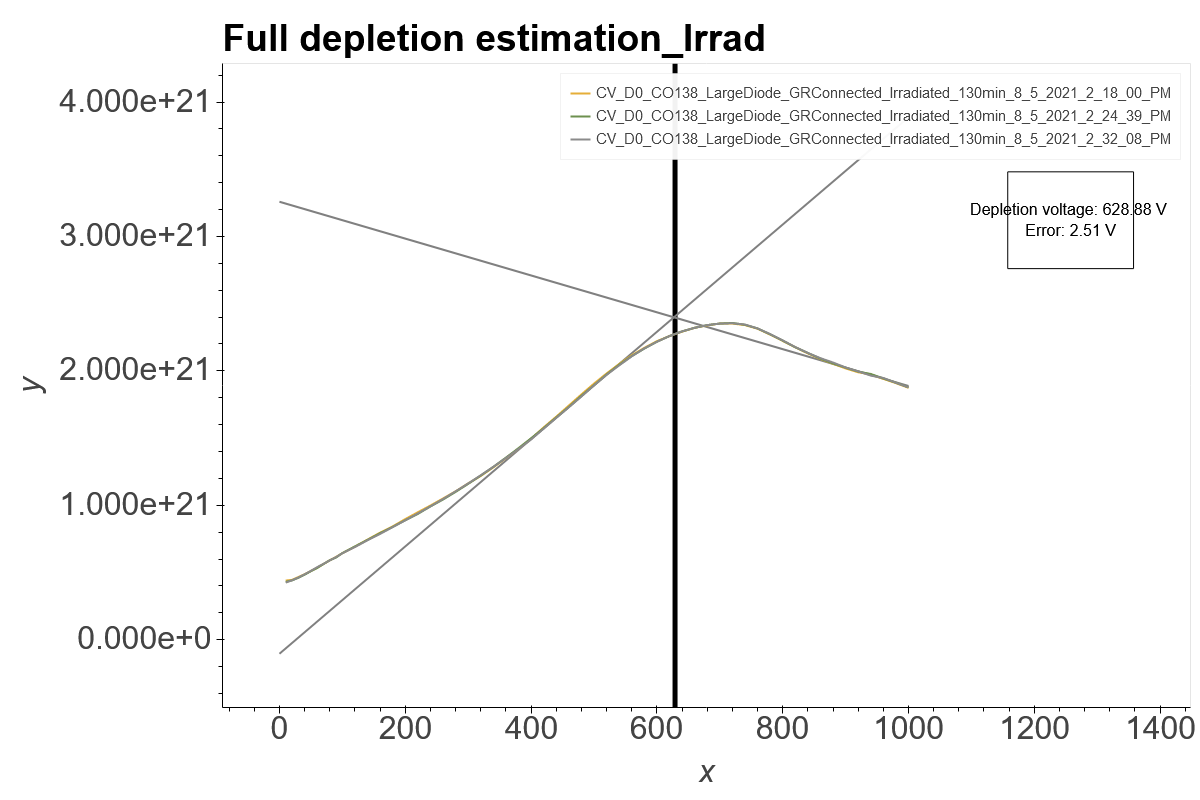 Full depletion estimation_Irrad
CV_D0_CO138_LargeDiode_GRConnected_Irradiated_130min_8_5_2021_2_18_00_PM
CV_D0_CO138_LargeDiode_GRConnected_Irradiated_130min_8_5_2021_2_24_39_PM
CV_D0_CO138_LargeDiode_GRConnected_Irradiated_130min_8_5_2021_2_32_08_PM
Depletion voltage: 628.88 V
Error: 2.51 V
4.000e+21
3.000e+21
2.000e+21
1.000e+21
0.000e+0
y
0 200 400 600 800 1000 1200 1400
x